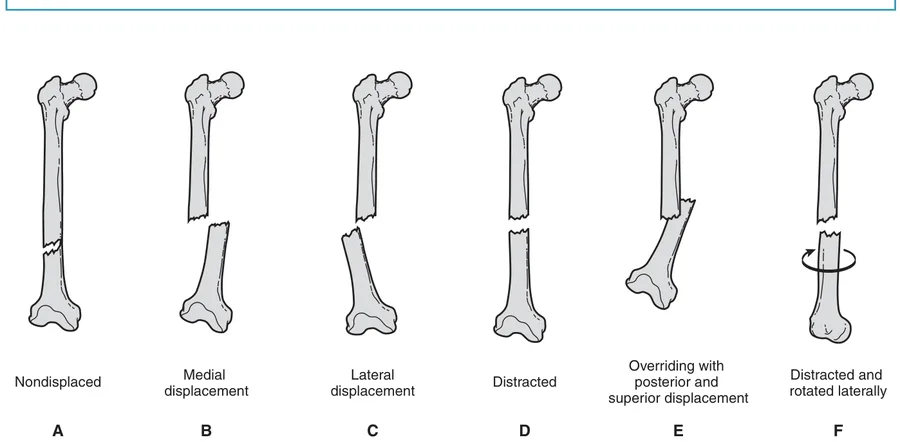 Nondisplaced
A
Medial
displacement
B
Lateral
displacement
C
Distracted
D
Overriding with
posterior and
superior displacement
E
Distracted and
rotated laterally
F